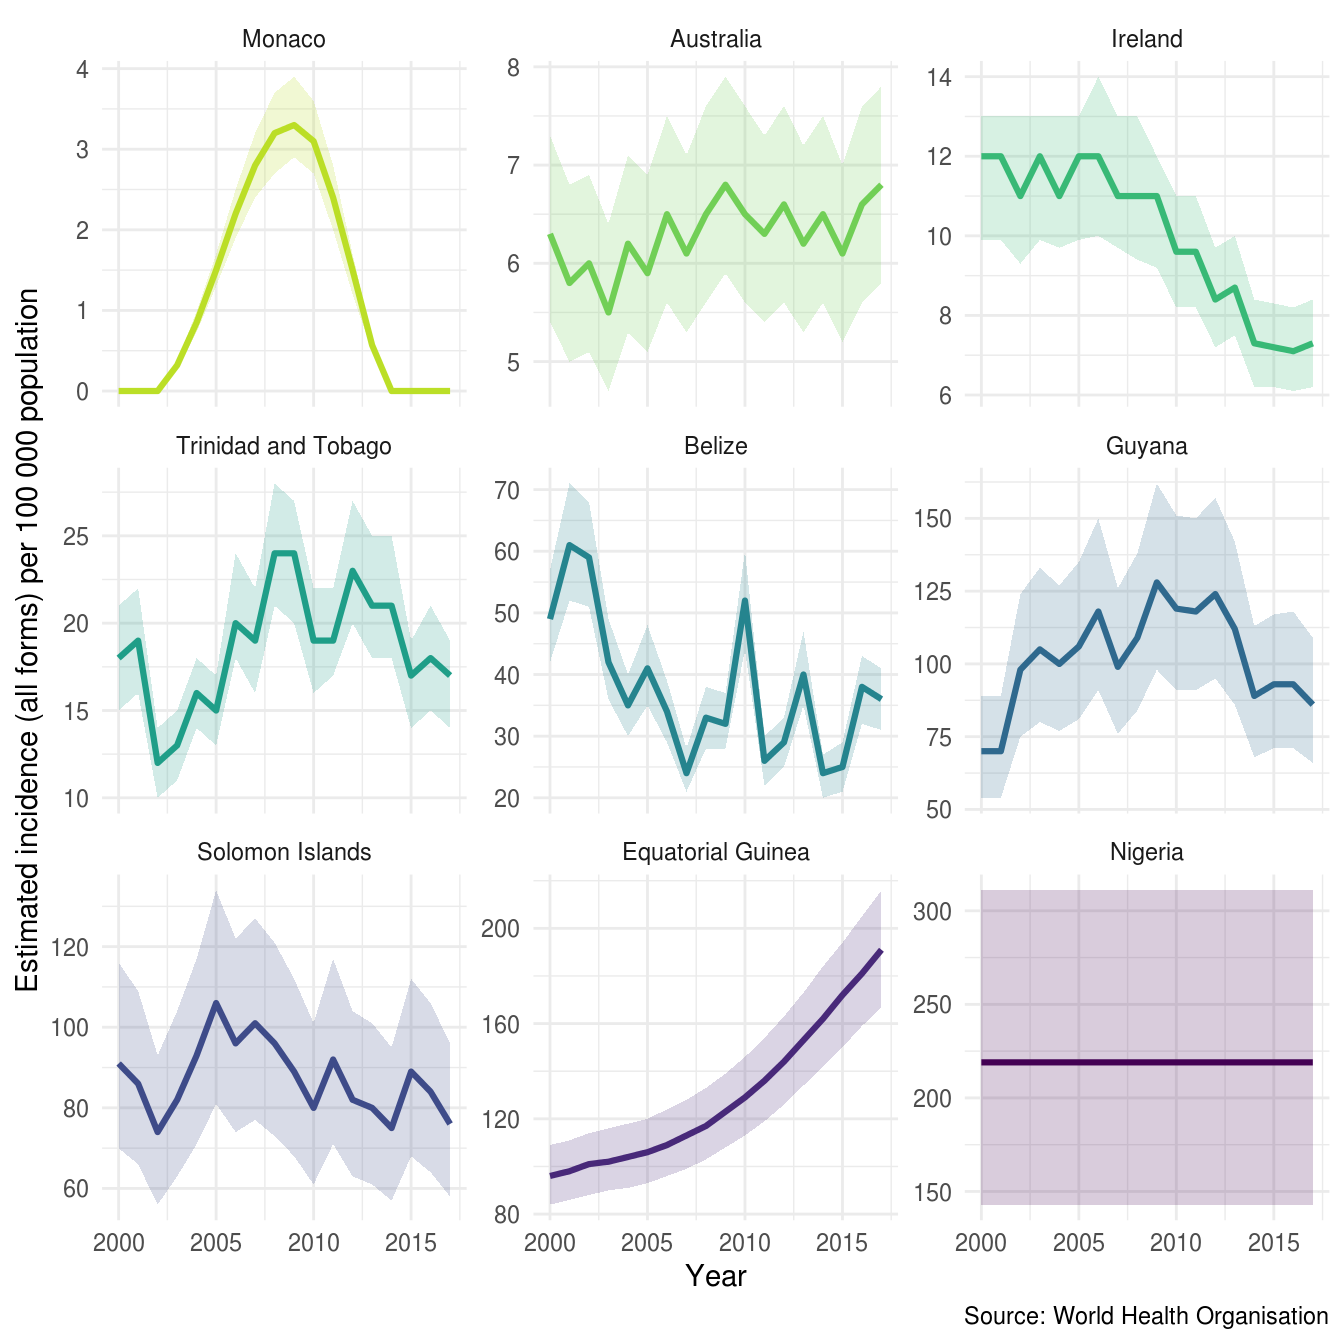 Monaco
Australia
Ireland
4
3
2
1
0
8
7
6
5
14
12
10
8
6
Trinidad and Tobago
Belize
Guyana
25
20
15
10
70
60
50
40
30
20
150
125
100
75
50
Solomon Islands
Equatorial Guinea
Nigeria
120
100
80
60
200
160
120
80
300
250
200
150
2000 2005 2010 2015
2000 2005 2010 2015
2000 2005 2010 2015
Estimated incidence (all forms) per 100 000 population
Year
Source: World Health Organisation